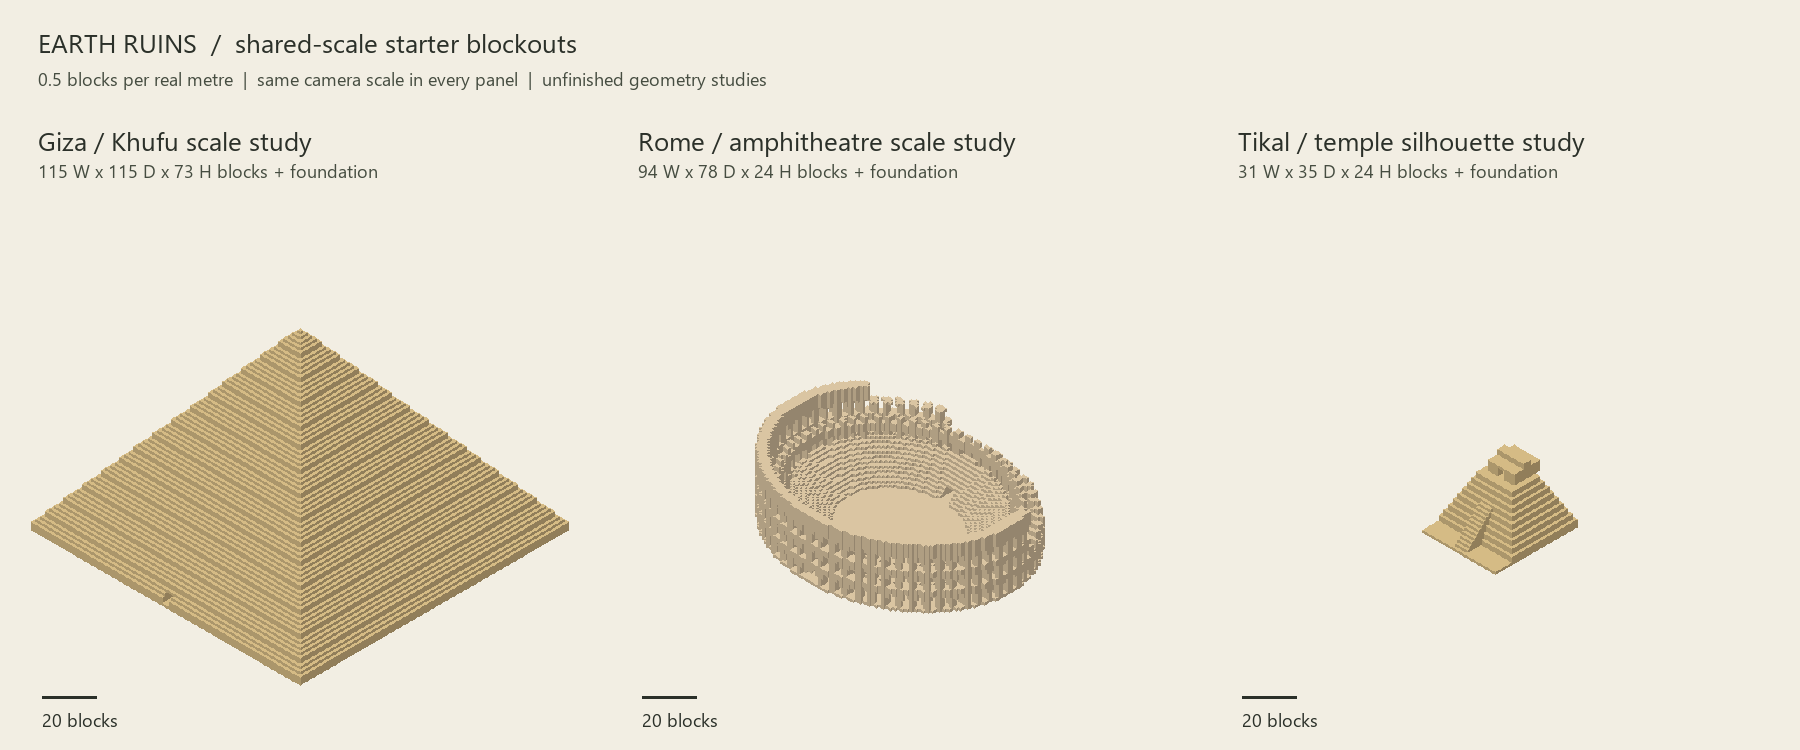 EARTH RUINS / shared-scale starter blockouts
0.5 blocks per real metre | same camera scale in every panel | unfinished geometry studies
Giza / Khufu scale study
115 W x 115 D x 73 H blocks + foundation
Rome / amphitheatre scale study
94 W x 78 D x 24 H blocks + foundation
Tikal / temple silhouette study
31 W x 35 D x 24 H blocks + foundation
20 blocks
20 blocks
20 blocks